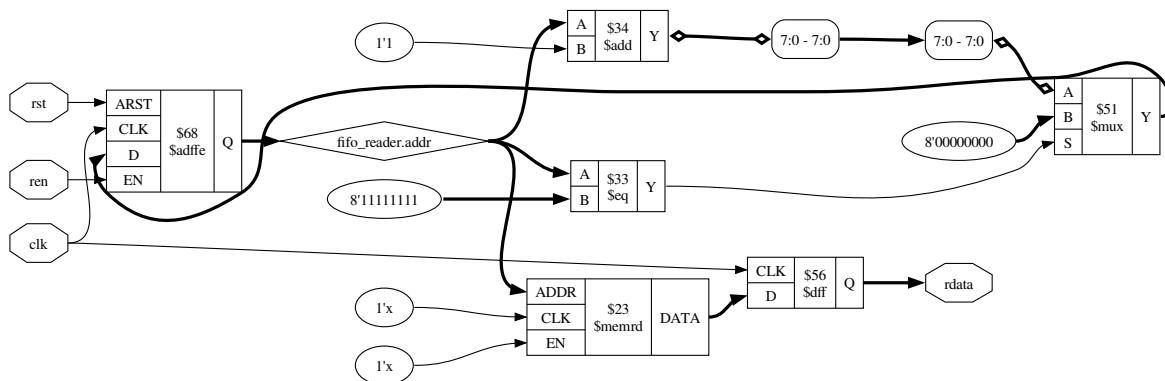 rst
ren
clk
ARST
CLK
D
EN
$68
$adffe
Q
fifo_reader.addr
1'1
A
B
$34
$add
Y
7:0 - 7:0
7:0 - 7:0
8'11111111
A
B
$33
$eq
Y
8'00000000
A
B
S
$51
$mux
Y
1'x
1'x
ADDR
CLK
EN
$23
$memrd
DATA
CLK
D
$56
$dff
Q
rdata